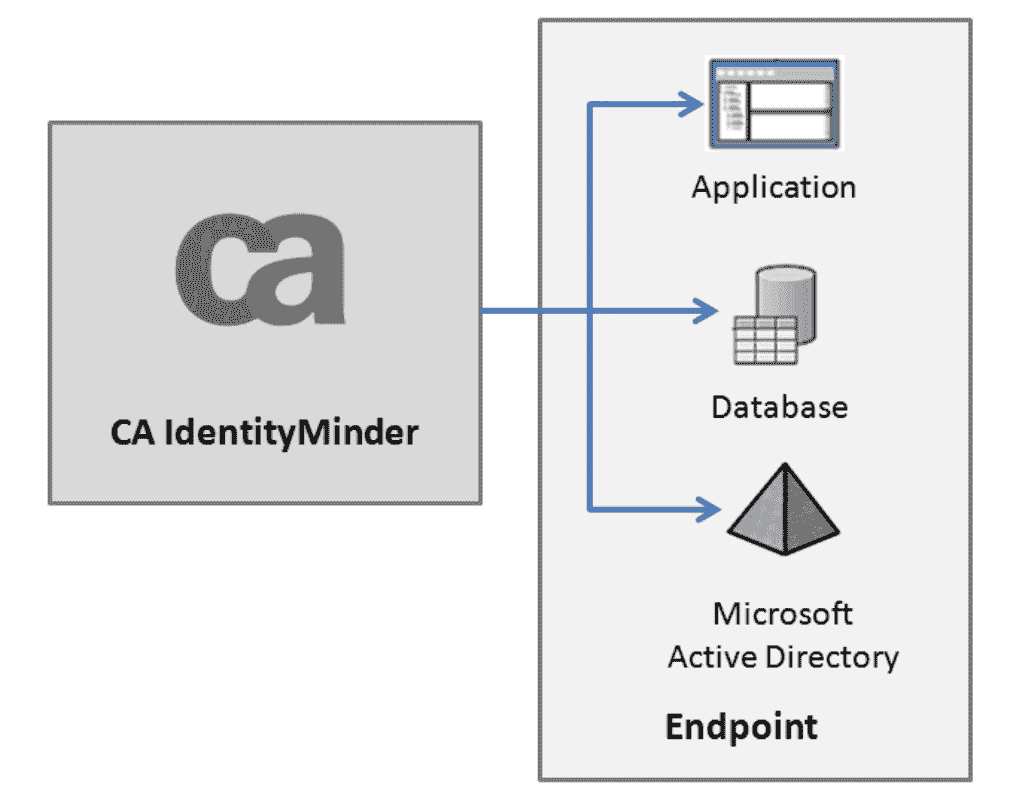 ca
CA IdentityMinder
Application
Database
Microsoft
Active Directory
Endpoint